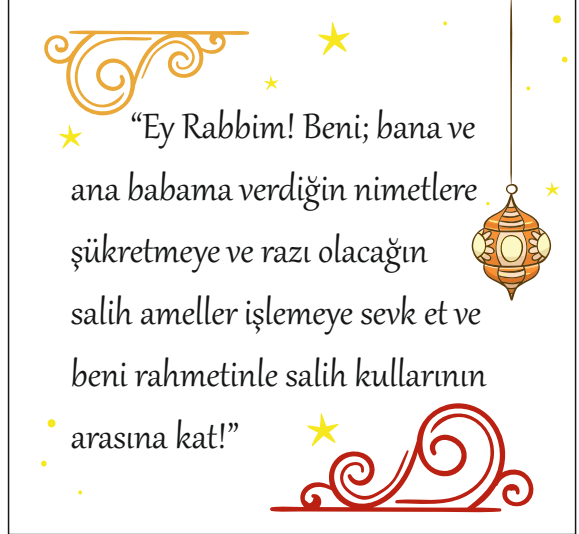 “Ey Rabbim! Beni; bana ve
ana babama verdiğin nimetlere
şükretmeye ve razı olacağın
salih ameller işlemeye sevk et ve
beni rahmetinle salih kullarının
arasına kat!”